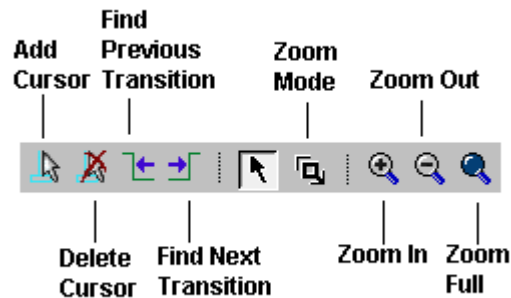 Find
Add Previous Zoom
Cursor Transition Mode Zoom Out
Delete Find Next Zoom In Zoom
Cursor Transition Full